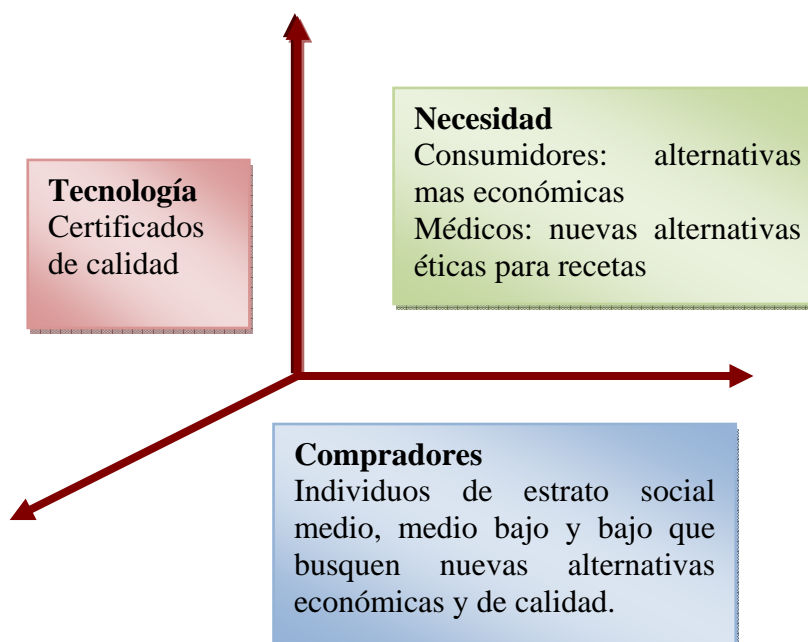 Necesidad
Consumidores: alternativas
mas económicas
Médicos: nuevas alternativas
éticas para recetas
Tecnología
Certificados
de calidad
Compradores
Individuos de estrato social
medio, medio bajo y bajo que
busquen nuevas alternativas
económicas y de calidad.